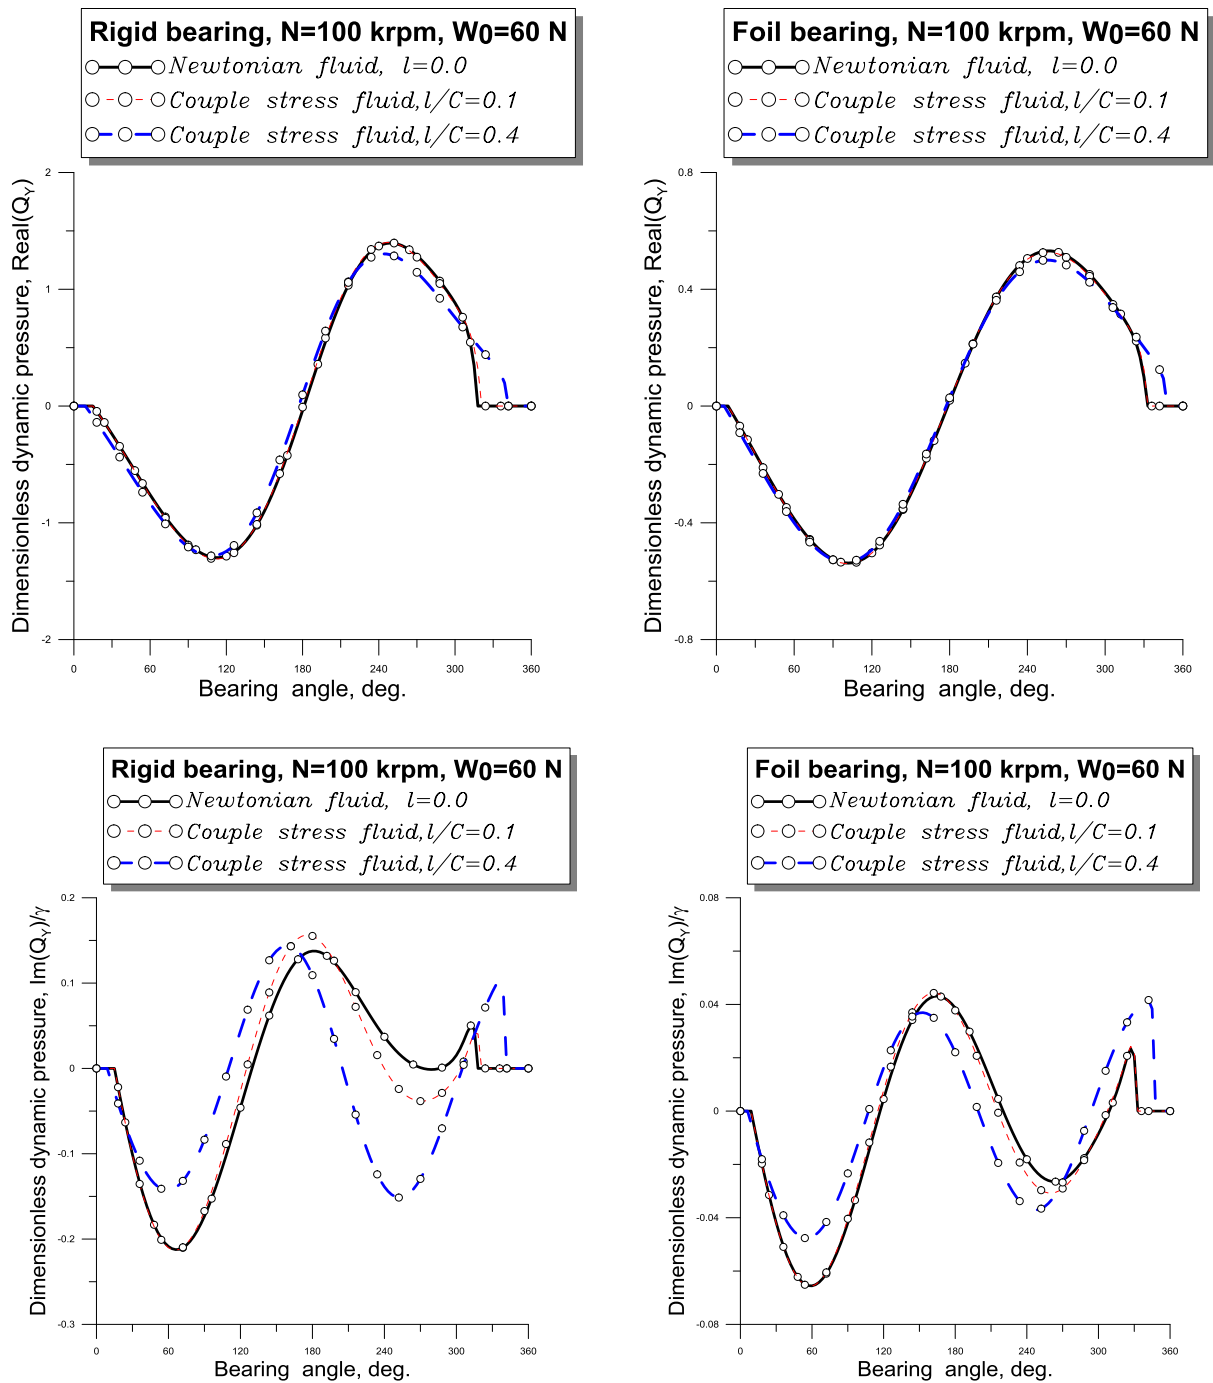 Rigid bearing, N=100 krpm, W0=60 N
Newtonian fluid, l=0.0
Couple stress fluid,l/C=0.1
Couple stress fluid,l/C=0.4
Dimensionless dynamic pressure, Real(QY)
2
1
0
-1
-2
0 60 120 180 240 300 360
Bearing angle, deg.
Foil bearing, N=100 krpm, W0=60 N
Newtonian fluid, l=0.0
Couple stress fluid,l/C=0.1
Couple stress fluid,l/C=0.4
Dimensionless dynamic pressure, Real(QY)
0.8
0.4
0
-0.4
-0.8
0 60 120 180 240 300 360
Bearing angle, deg.
Rigid bearing, N=100 krpm, W0=60 N
Newtonian fluid, l=0.0
Couple stress fluid,l/C=0.1
Couple stress fluid,l/C=0.4
Dimensionless dynamic pressure, Im(QY)/γ
0.2
0.1
0
-0.1
-0.2
-0.3
0 60 120 180 240 300 360
Bearing angle, deg.
Foil bearing, N=100 krpm, W0=60 N
Newtonian fluid, l=0.0
Couple stress fluid,l/C=0.1
Couple stress fluid,l/C=0.4
Dimensionless dynamic pressure, Im(QY)/γ
0.08
0.04
0
-0.04
-0.08
0 60 120 180 240 300 360
Bearing angle, deg.